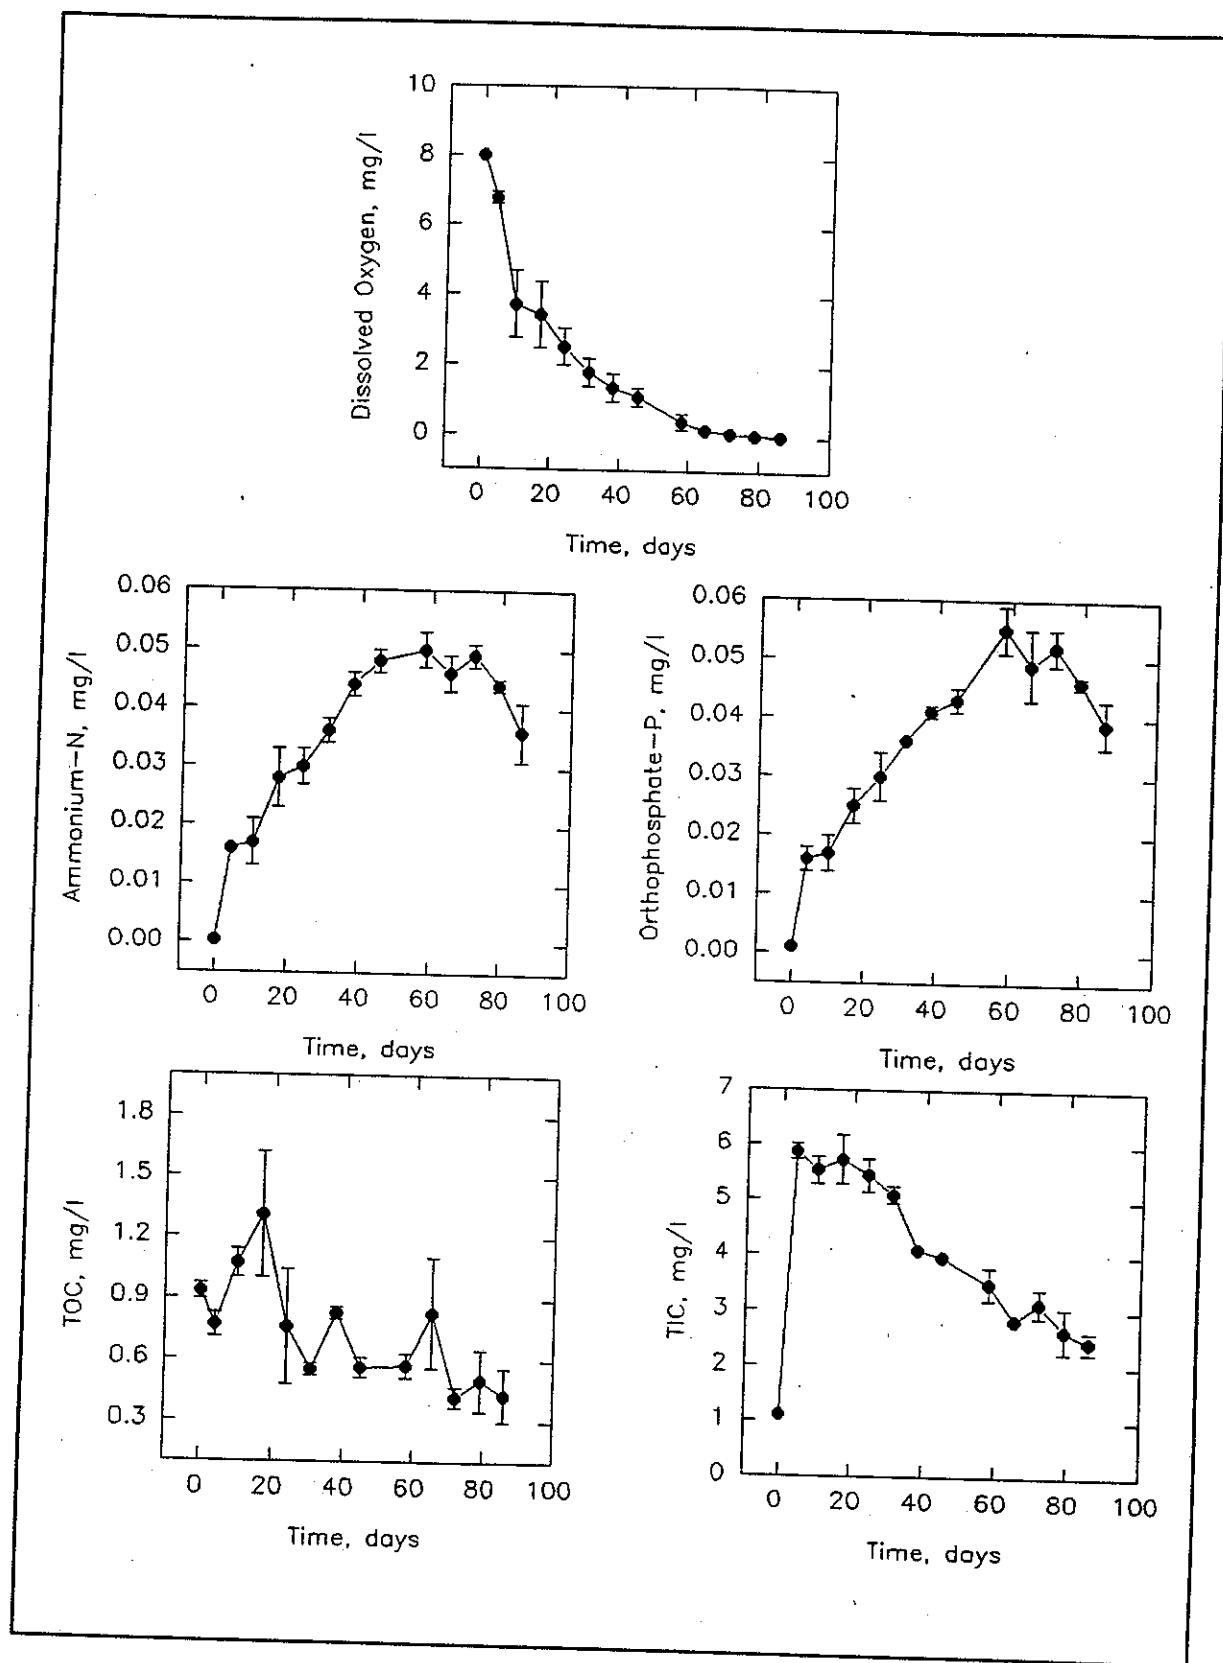 10
8
6
4
2
0
Dissolved Oxygen, mg/l
0 20 40 60 80 100
Time, days
0.06
0.05
0.04
0.03
0.02
0.01
0.00
Ammonium-N, mg/l
0 20 40 60 80 100
Time, days
0.06
0.05
0.04
0.03
0.02
0.01
0.00
Orthophosphate-P, mg/l
0 20 40 60 80 100
Time, days
1.8
1.5
1.2
0.9
0.6
0.3
TOC, mg/l
0 20 40 60 80 100
Time, days
7
6
5
4
3
2
1
0
TIC, mg/l
0 20 40 60 80 100
Time, days